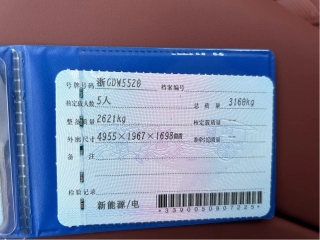 号牌号码 浙GDW5520 档案编号
核定载人数 5人 总质量 3160kg
整备质量 2621kg 核定载质量 --
外廓尺寸 4955×1967×1698mm 准牵引总质量 --
备注
检验记录
新能源/电